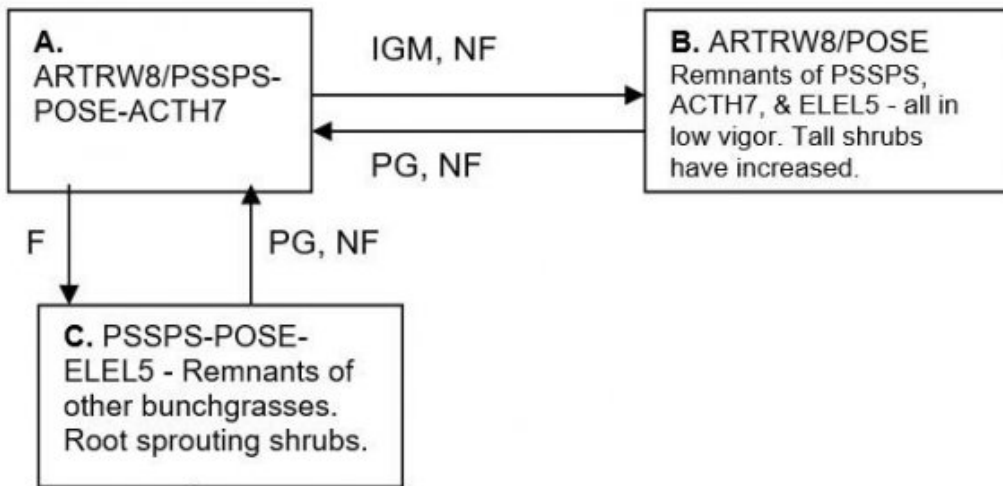 A.
ARTRW8/PSSPS-
POSE-ACTH7
IGM, NF
PG, NF
B. ARTRW8/POSE
Remnants of PSSPS,
ACTH7, & ELEL5 - all in
low vigor. Tall shrubs
have increased.
F
PG, NF
C. PSSPS-POSE-
ELEL5 - Remnants of
other bunchgrasses.
Root sprouting shrubs.